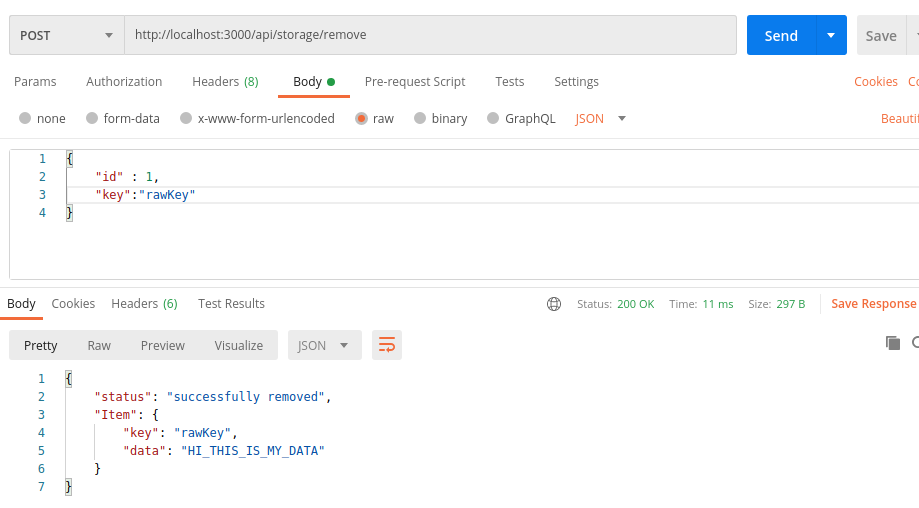 POST http://localhost:3000/api/storage/remove Send Save
Params Authorization Headers (8) Body Pre-request Script Tests Settings Cookies
none form-data x-www-form-urlencoded raw binary GraphQL JSON
1 {
2 "id" : 1,
3 "key":"rawKey"
4 }
Body Cookies Headers (6) Test Results Status: 200 OK Time: 11 ms Size: 297 B Save Response
Pretty Raw Preview Visualize JSON
1 {
2 "status": "successfully removed",
3 "Item": {
4 "key": "rawKey",
5 "data": "HI_THIS_IS_MY_DATA"
6 }
7 }